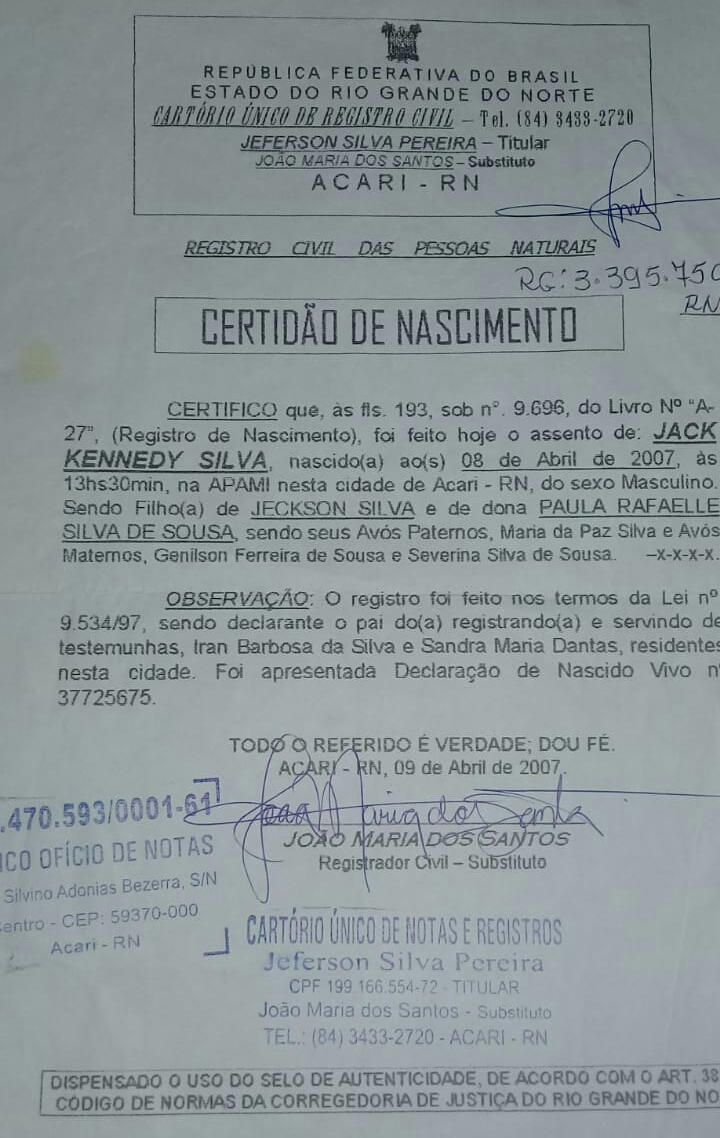 REPÚBLICA FEDERATIVA DO BRASIL
ESTADO DO RIO GRANDE DO NORTE
CARTÓRIO ÚNICO DE REGISTRO CIVIL – Tel. (84) 3433-2720
JEFERSON SILVA PEREIRA – Titular
JOÃO MARIA DOS SANTOS – Substituto
ACARI - RN
REGISTRO CIVIL DAS PESSOAS NATURAIS
RG: 3.395.750
RN
CERTIDÃO DE NASCIMENTO
CERTIFICO que, às fls. 193, sob nº. 9.696, do Livro Nº "A-
27", (Registro de Nascimento), foi feito hoje o assento de: JACK
KENNEDY SILVA, nascido(a) ao(s) 08 de Abril de 2007, às
13hs30min, na APAMI nesta cidade de Acari - RN, do sexo Masculino.
Sendo Filho(a) de JECKSON SILVA e de dona PAULA RAFAELLE
SILVA DE SOUSA, sendo seus Avós Paternos, Maria da Paz Silva e Avós
Maternos, Genilson Ferreira de Sousa e Severina Silva de Sousa. –x-x-x-x.
OBSERVAÇÃO: O registro foi feito nos termos da Lei nº
9.534/97, sendo declarante o pai do(a) registrando(a) e servindo de
testemunhas, Iran Barbosa da Silva e Sandra Maria Dantas, residentes
nesta cidade. Foi apresentada Declaração de Nascido Vivo nº
37725675.
TODO O REFERIDO É VERDADE; DOU FÉ.
ACARI - RN, 09 de Abril de 2007.
João Maria dos Santos
JOÃO MARIA DOS SANTOS
Registrador Civil – Substituto
.470.593/0001-61
ICO OFÍCIO DE NOTAS
Silvino Adonias Bezerra, S/N
entro - CEP: 59370-000
Acari - RN
CARTÓRIO ÚNICO DE NOTAS E REGISTROS
Jeferson Silva Pereira
CPF 199.166.554-72 - TITULAR
João Maria dos Santos - Substituto
TEL.: (84) 3433-2720 - ACARI - RN
DISPENSADO O USO DO SELO DE AUTENTICIDADE, DE ACORDO COM O ART. 38
CÓDIGO DE NORMAS DA CORREGEDORIA DE JUSTIÇA DO RIO GRANDE DO NO